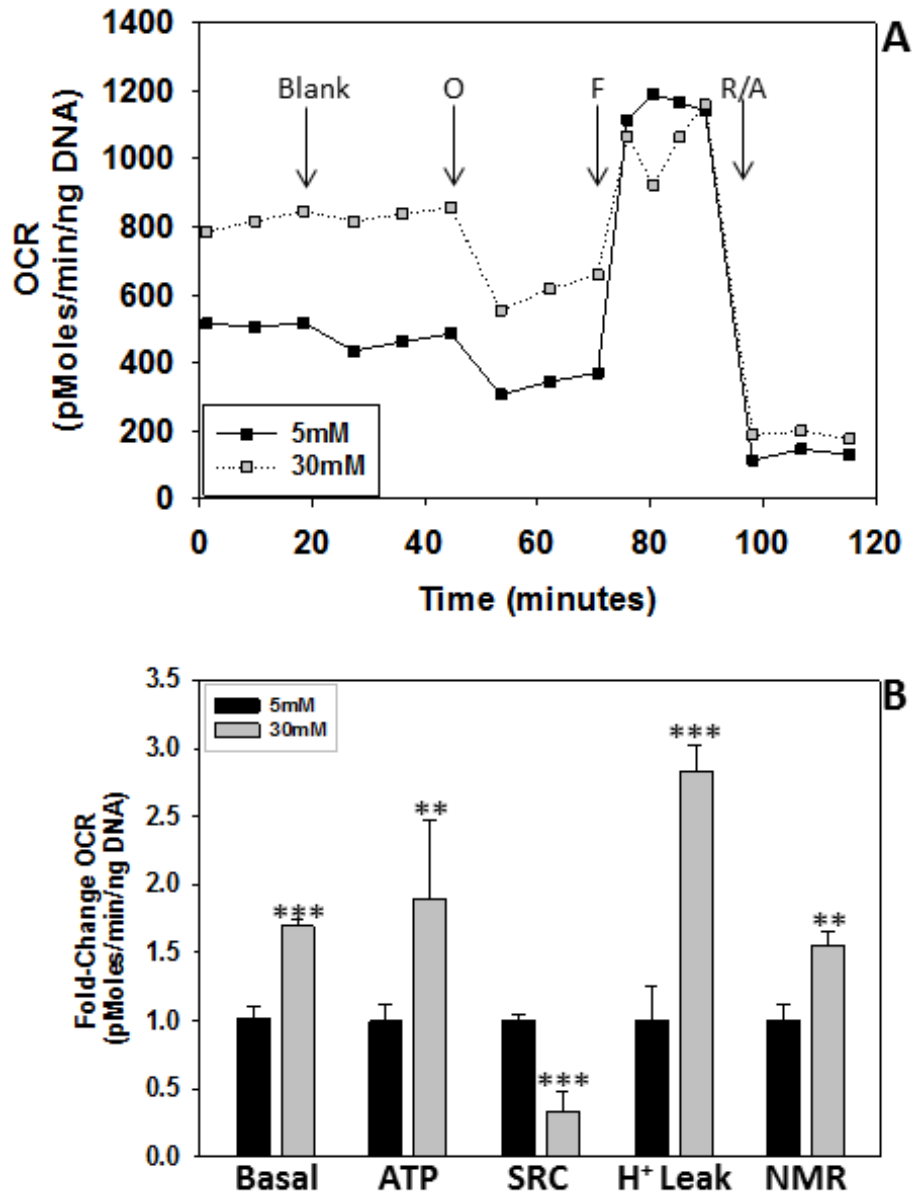 A
1400
1200
1000
800
600
400
200
0
OCR
(pMoles/min/ng DNA)
Blank
O
F
R/A
5mM
30mM
0
20
40
60
80
100
120
Time (minutes)
B
3.5
3.0
2.5
2.0
1.5
1.0
0.5
0.0
Fold-Change OCR
(pMoles/min/ng DNA)
5mM
30mM
***
**
***
***
**
Basal
ATP
SRC
H⁺ Leak
NMR